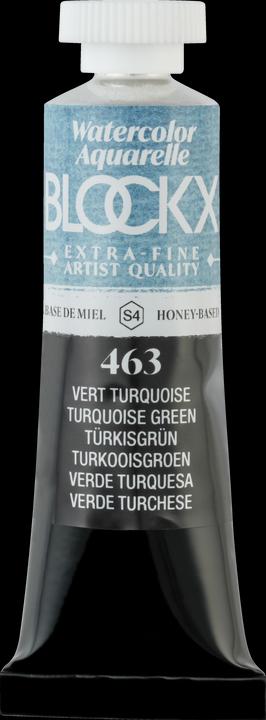 Watercolor
Aquarelle
BLOCKX
EXTRA-FINE
ARTIST QUALITY
BASE DE MIEL S4 HONEY-BASED
463
VERT TURQUOISE
TURQUOISE GREEN
TÜRKISGRÜN
TURKOOISGROEN
VERDE TURQUESA
VERDE TURCHESE